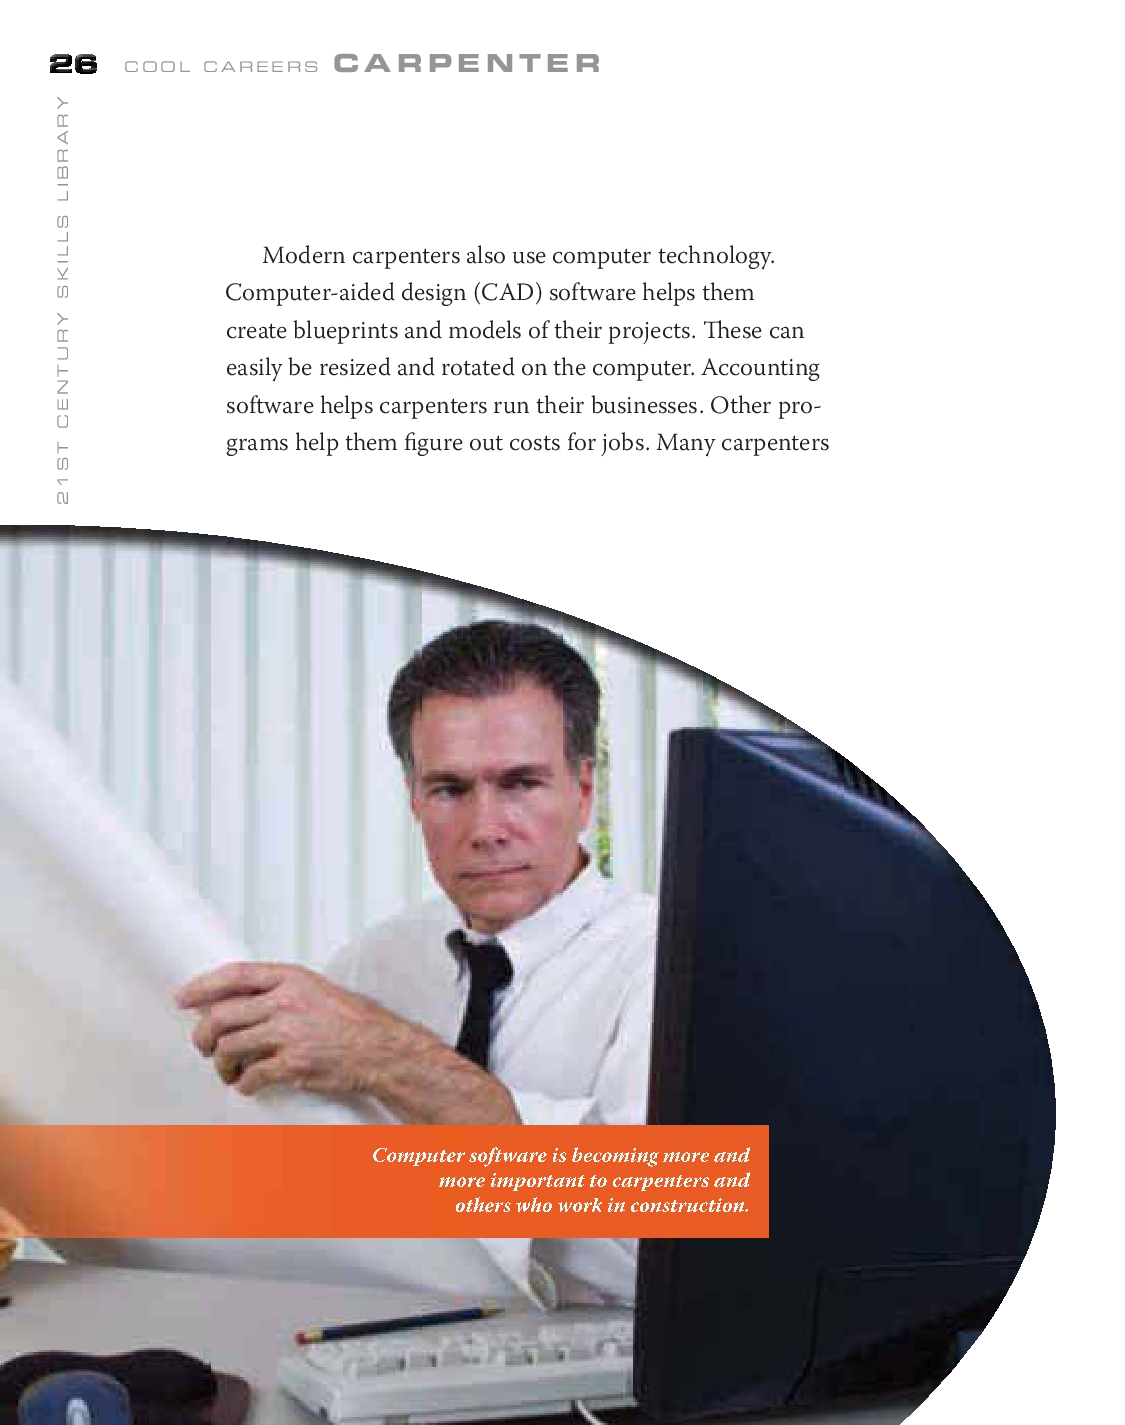 26 COOL CAREERS CARPENTER
21ST CENTURY SKILLS LIBRARY
Modern carpenters also use computer technology.
Computer-aided design (CAD) software helps them
create blueprints and models of their projects. These can
easily be resized and rotated on the computer. Accounting
software helps carpenters run their businesses. Other pro-
grams help them figure out costs for jobs. Many carpenters
Computer software is becoming more and
more important to carpenters and
others who work in construction.